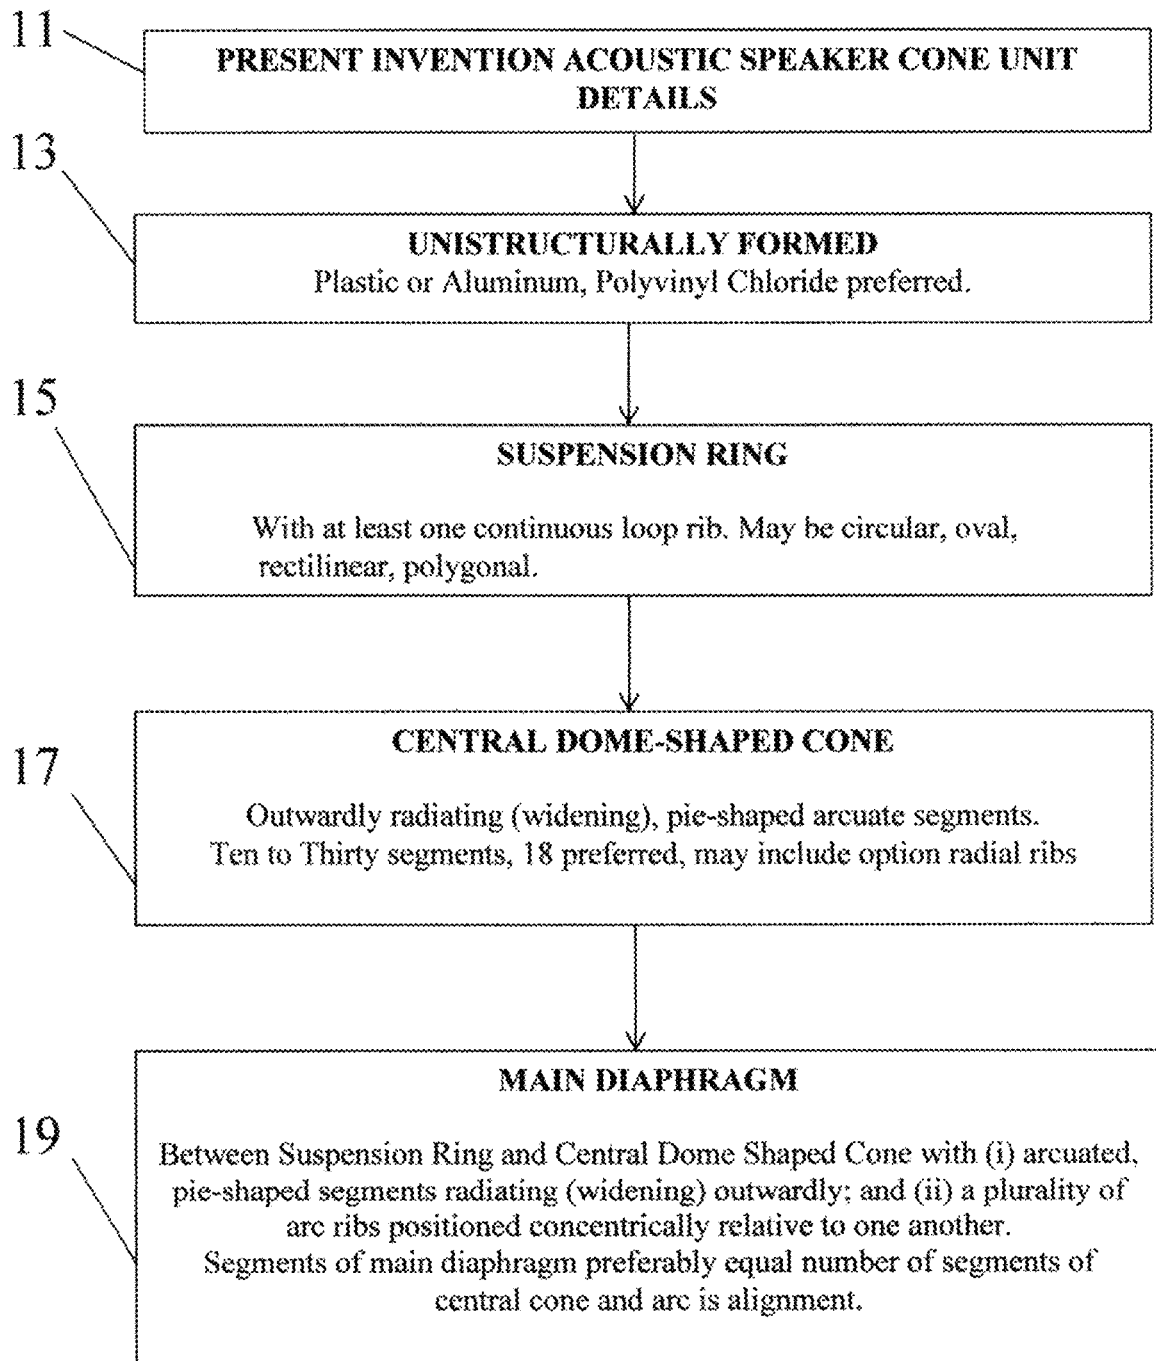 11
PRESENT INVENTION ACOUSTIC SPEAKER CONE UNIT
DETAILS
13
UNISTRUCTURALLY FORMED
Plastic or Aluminum, Polyvinyl Chloride preferred.
15
SUSPENSION RING
With at least one continuous loop rib. May be circular, oval,
rectilinear, polygonal.
17
CENTRAL DOME-SHAPED CONE
Outwardly radiating (widening), pie-shaped arcuate segments.
Ten to Thirty segments, 18 preferred, may include option radial ribs
19
MAIN DIAPHRAGM
Between Suspension Ring and Central Dome Shaped Cone with (i) arcuated,
pie-shaped segments radiating (widening) outwardly; and (ii) a plurality of
arc ribs positioned concentrically relative to one another.
Segments of main diaphragm preferably equal number of segments of
central cone and arc is alignment.